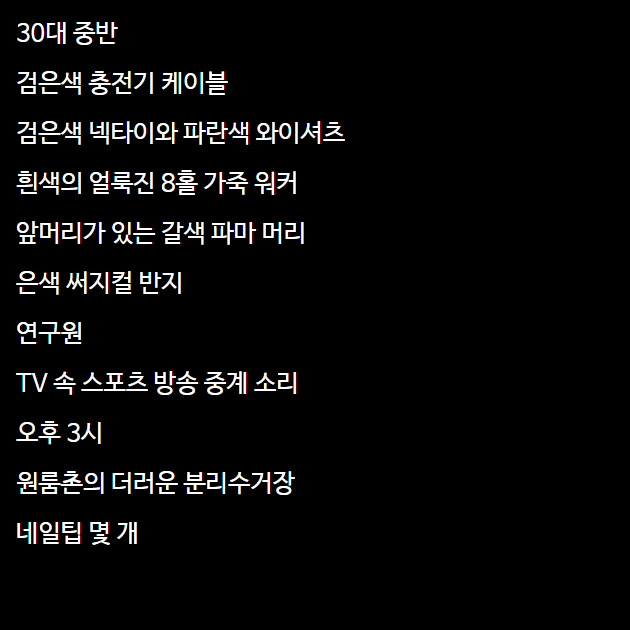 30대 중반
검은색 충전기 케이블
검은색 넥타이와 파란색 와이셔츠
흰색의 얼룩진 8홀 가죽 워커
앞머리가 있는 갈색 파마 머리
은색 써지컬 반지
연구원
TV 속 스포츠 방송 중계 소리
오후 3시
원룸촌의 더러운 분리수거장
네일팁 몇 개